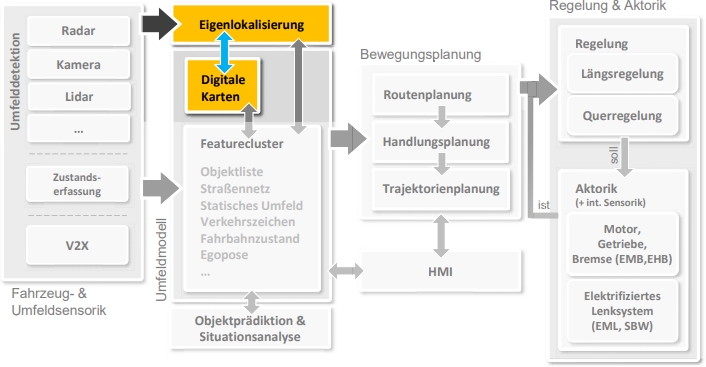 Umfelddetektion
Radar
Kamera
Lidar
...
Zustands-
erfassung
V2X
Fahrzeug- &
Umfeldsensorik
Eigenlokalisierung
Digitale
Karten
Umfeldmodell
Featurecluster
Objektliste
Straßennetz
Statisches Umfeld
Verkehrszeichen
Fahrbahnzustand
Egopose
...
Objektprädiktion &
Situationsanalyse
Bewegungsplanung
Routenplanung
Handlungsplanung
Trajektorienplanung
HMI
Regelung & Aktorik
Regelung
Längsregelung
Querregelung
soll
ist
Aktorik
(+ int. Sensorik)
Motor,
Getriebe,
Bremse (EMB,EHB)
Elektrifiziertes
Lenksystem
(EML, SBW)